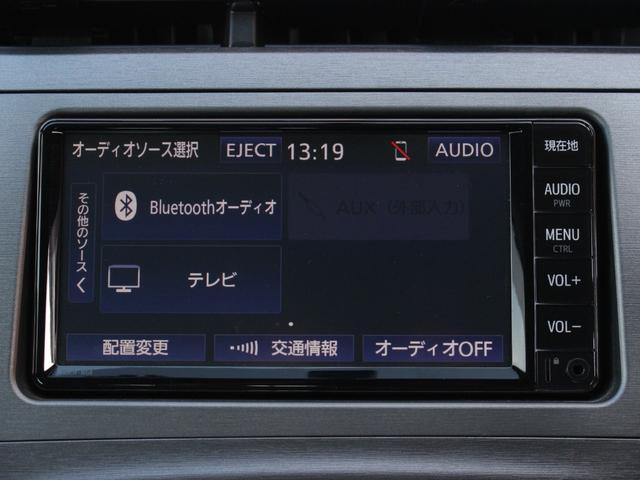 オーディオソース選択 EJECT 13:19 AUDIO
その他のソース
Bluetoothオーディオ
AUX (外部入力)
テレビ
配置変更 交通情報 オーディオOFF
現在地
AUDIO
PWR
MENU
CTRL
VOL+
VOL−